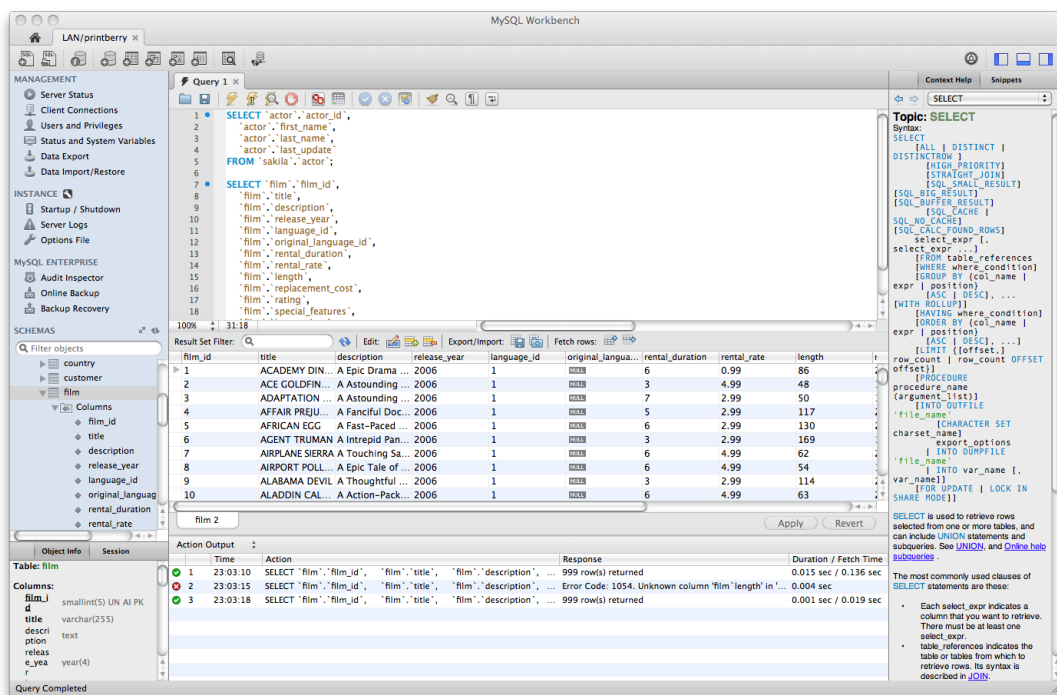 MySQL Workbench
LAN/printberry
MANAGEMENT
Server Status
Client Connections
Users and Privileges
Status and System Variables
Data Export
Data Import/Restore
INSTANCE
Startup / Shutdown
Server Logs
Options File
MySQL ENTERPRISE
Audit Inspector
Online Backup
Backup Recovery
SCHEMAS
Filter objects
country
customer
film
Columns
film_id
title
description
release_year
language_id
original_languag
rental_duration
rental_rate
Object Info Session
Table: film
Columns:
film_i
d smallint(5) UN AI PK
title varchar(255)
descri
ption text
releas
e_yea year(4)
r
Query Completed
Query 1
1 SELECT `actor`.`actor_id`,
2 `actor`.`first_name`,
3 `actor`.`last_name`,
4 `actor`.`last_update`
5 FROM `sakila`.`actor`;
6
7 SELECT `film`.`film_id`,
8 `film`.`title`,
9 `film`.`description`,
10 `film`.`release_year`,
11 `film`.`language_id`,
12 `film`.`original_language_id`,
13 `film`.`rental_duration`,
14 `film`.`rental_rate`,
15 `film`.`length`,
16 `film`.`replacement_cost`,
17 `film`.`rating`,
18 `film`.`special_features`,
100% 31:18
Result Set Filter: Edit: Export/Import: Fetch rows:
film_id title description release_year language_id original_langua... rental_duration rental_rate length
1 ACADEMY DIN... A Epic Drama ... 2006 1 NULL 6 0.99 86
2 ACE GOLDFIN... A Astounding ... 2006 1 NULL 3 4.99 48
3 ADAPTATION ... A Astounding ... 2006 1 NULL 7 2.99 50
4 AFFAIR PREJU... A Fanciful Doc... 2006 1 NULL 5 2.99 117
5 AFRICAN EGG A Fast-Paced ... 2006 1 NULL 6 2.99 130
6 AGENT TRUMAN A Intrepid Pan... 2006 1 NULL 3 2.99 169
7 AIRPLANE SIERRA A Touching Sa... 2006 1 NULL 6 4.99 62
8 AIRPORT POLL... A Epic Tale of ... 2006 1 NULL 6 4.99 54
9 ALABAMA DEVIL A Thoughtful ... 2006 1 NULL 3 2.99 114
10 ALADDIN CAL... A Action-Pack... 2006 1 NULL 6 4.99 63
film 2 Apply Revert
Action Output
Time Action Response Duration / Fetch Time
1 23:03:10 SELECT `film`.`film_id`, `film`.`title`, `film`.`description`, ... 999 row(s) returned 0.015 sec / 0.136 sec
2 23:03:15 SELECT `film`.`film_id`, `film`.`title`, `film`.`description`, ... Error Code: 1054. Unknown column 'film`length' in '... 0.004 sec
3 23:03:18 SELECT `film`.`film_id`, `film`.`title`, `film`.`description`, ... 999 row(s) returned 0.001 sec / 0.019 sec
Context Help Snippets
SELECT
Topic: SELECT
Syntax:
SELECT
[ALL | DISTINCT |
DISTINCTROW ]
[HIGH_PRIORITY]
[STRAIGHT_JOIN]
[SQL_SMALL_RESULT]
[SQL_BIG_RESULT]
[SQL_BUFFER_RESULT]
[SQL_CACHE |
SQL_NO_CACHE]
[SQL_CALC_FOUND_ROWS]
select_expr [,
select_expr ...]
[FROM table_references
[WHERE where_condition]
[GROUP BY {col_name |
expr | position}
[ASC | DESC], ...
[WITH ROLLUP]]
[HAVING where_condition]
[ORDER BY {col_name |
expr | position}
[ASC | DESC], ...]
[LIMIT {[offset,]
row_count | row_count OFFSET
offset}]
[PROCEDURE
procedure_name
(argument_list)]
[INTO OUTFILE
'file_name'
[CHARACTER SET
charset_name]
export_options
| INTO DUMPFILE
'file_name'
| INTO var_name [,
var_name]]
[FOR UPDATE | LOCK IN
SHARE MODE]]
SELECT is used to retrieve rows
selected from one or more tables, and
can include UNION statements and
subqueries. See UNION, and Online help
subqueries .
The most commonly used clauses of
SELECT statements are these:
• Each select_expr indicates a
column that you want to retrieve.
There must be at least one
select_expr.
• table_references indicates the
table or tables from which to
retrieve rows. Its syntax is
described in JOIN.